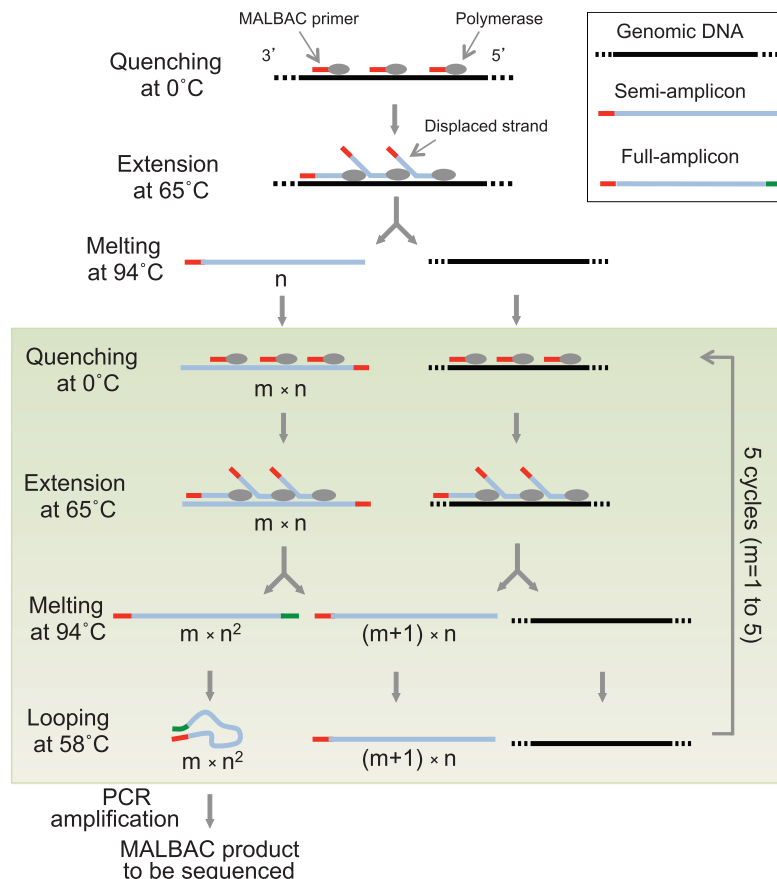 MALBAC primer
Polymerase
3’
5’
Quenching
at 0˚C
Genomic DNA
Semi-amplicon
Full-amplicon
Displaced strand
Extension
at 65˚C
Melting
at 94˚C
n
Quenching
at 0˚C
m × n
Extension
at 65˚C
m × n
5 cycles (m=1 to 5)
Melting
at 94˚C
m × n²
(m+1) × n
Looping
at 58˚C
m × n²
(m+1) × n
PCR
amplification
MALBAC product
to be sequenced